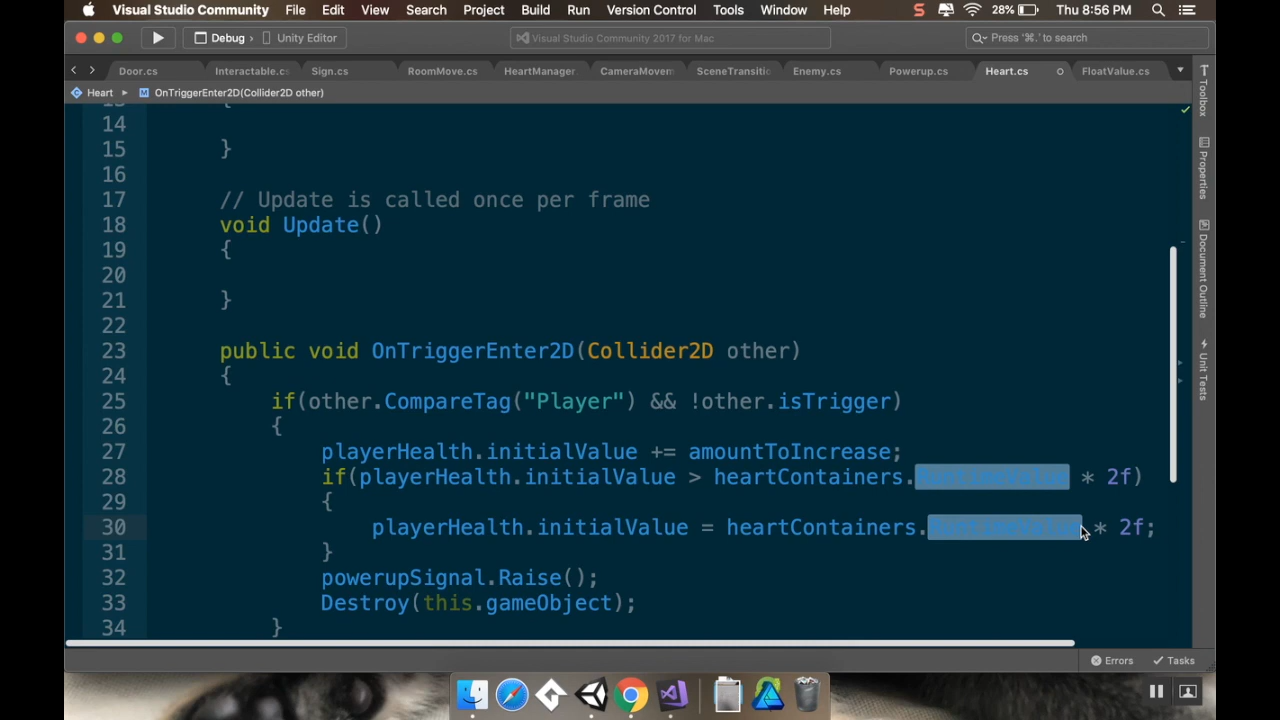 Visual Studio Community File Edit View Search Project Build Run Version Control Tools Window Help S 28% Thu 8:56 PM
Debug › Unity Editor Visual Studio Community 2017 for Mac Press '⌘.' to search
Door.cs Interactable.cs Sign.cs RoomMove.cs HeartManager. CameraMovem SceneTransitio Enemy.cs Powerup.cs Heart.cs FloatValue.cs
Heart ▸ M OnTriggerEnter2D(Collider2D other)
13 {
14
15 }
16
17 // Update is called once per frame
18 void Update()
19 {
20
21 }
22
23 public void OnTriggerEnter2D(Collider2D other)
24 {
25 if(other.CompareTag("Player") && !other.isTrigger)
26 {
27 playerHealth.initialValue += amountToIncrease;
28 if(playerHealth.initialValue > heartContainers.RuntimeValue * 2f)
29 {
30 playerHealth.initialValue = heartContainers.RuntimeValue * 2f;
31 }
32 powerupSignal.Raise();
33 Destroy(this.gameObject);
34 }
Toolbox
Properties
Document Outline
Unit Tests
Errors Tasks